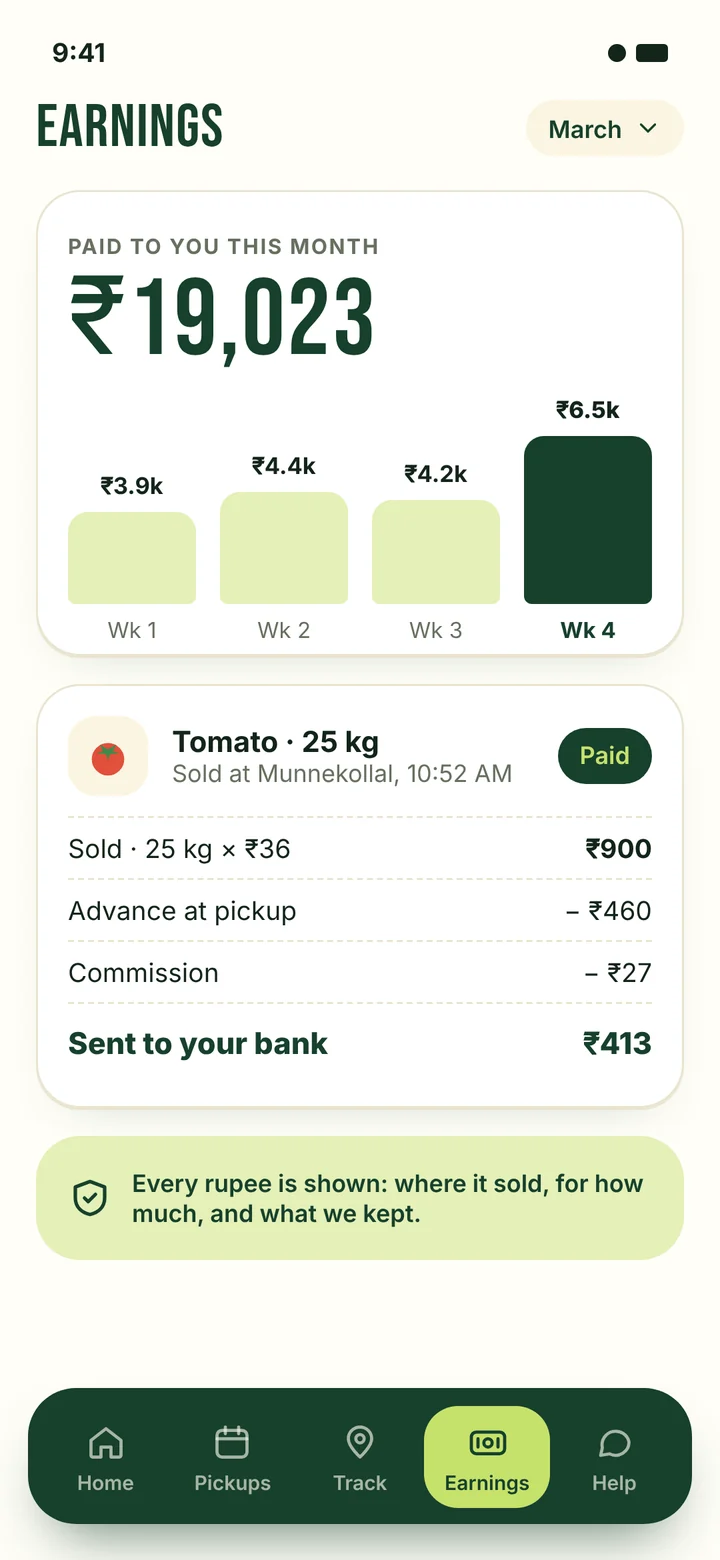 9:41
EARNINGS
March
PAID TO YOU THIS MONTH
₹19,023
₹3.9k
₹4.4k
₹4.2k
₹6.5k
Wk 1
Wk 2
Wk 3
Wk 4
Tomato · 25 kg
Sold at Munnekollal, 10:52 AM
Paid
Sold · 25 kg × ₹36
₹900
Advance at pickup
– ₹460
Commission
– ₹27
Sent to your bank
₹413
Every rupee is shown: where it sold, for how
much, and what we kept.
Home
Pickups
Track
Earnings
Help